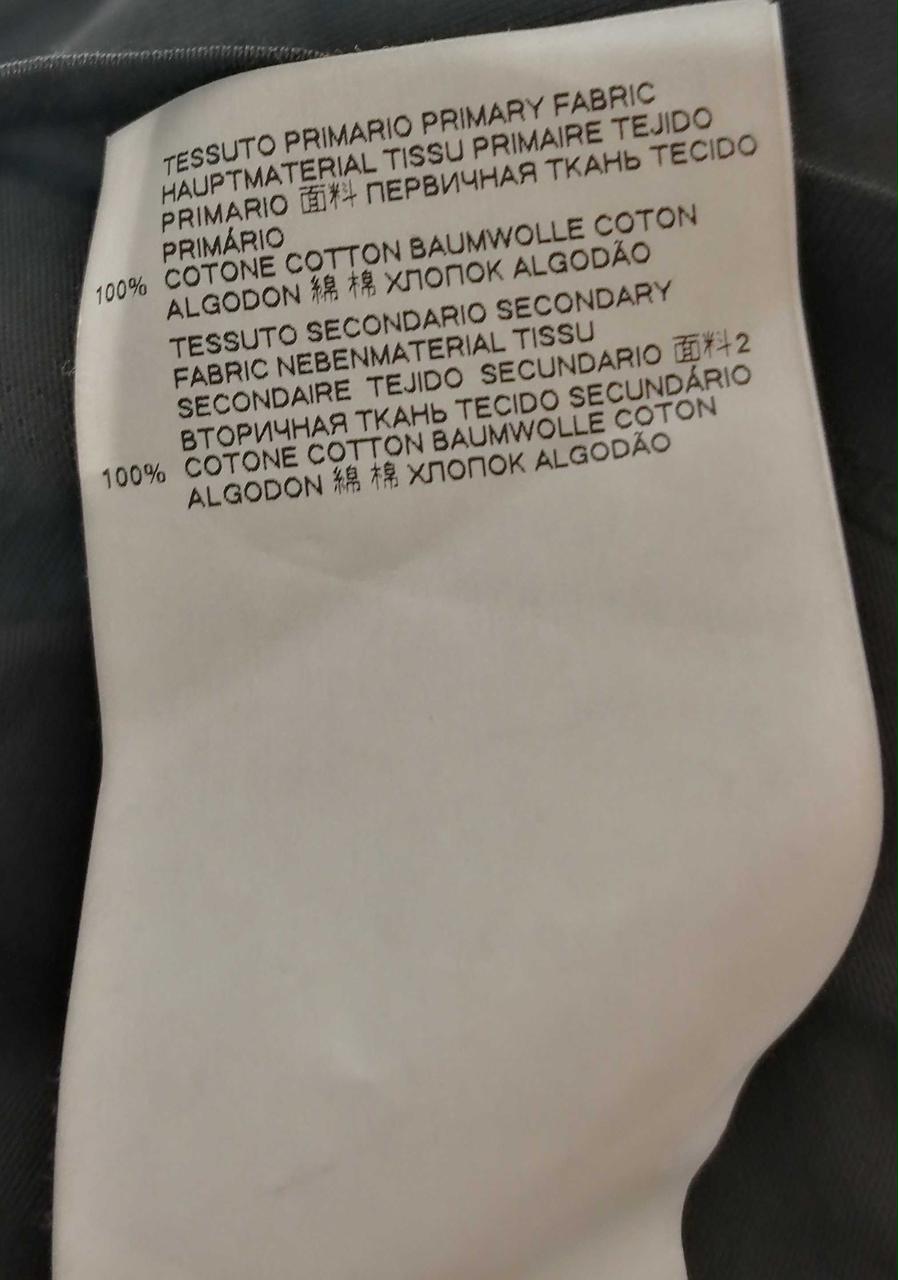 TESSUTO PRIMARIO PRIMARY FABRIC
HAUPTMATERIAL TISSU PRIMAIRE TEJIDO
PRIMARIO 面料 ПЕРВИЧНАЯ ТКАНЬ TECIDO
PRIMÁRIO
100% COTONE COTTON BAUMWOLLE COTON
ALGODON 綿 棉 ХЛОПОК ALGODÃO
TESSUTO SECONDARIO SECONDARY
FABRIC NEBENMATERIAL TISSU
SECONDAIRE TEJIDO SECUNDARIO 面料2
ВТОРИЧНАЯ ТКАНЬ TECIDO SECUNDÁRIO
100% COTONE COTTON BAUMWOLLE COTON
ALGODON 綿 棉 ХЛОПОК ALGODÃO